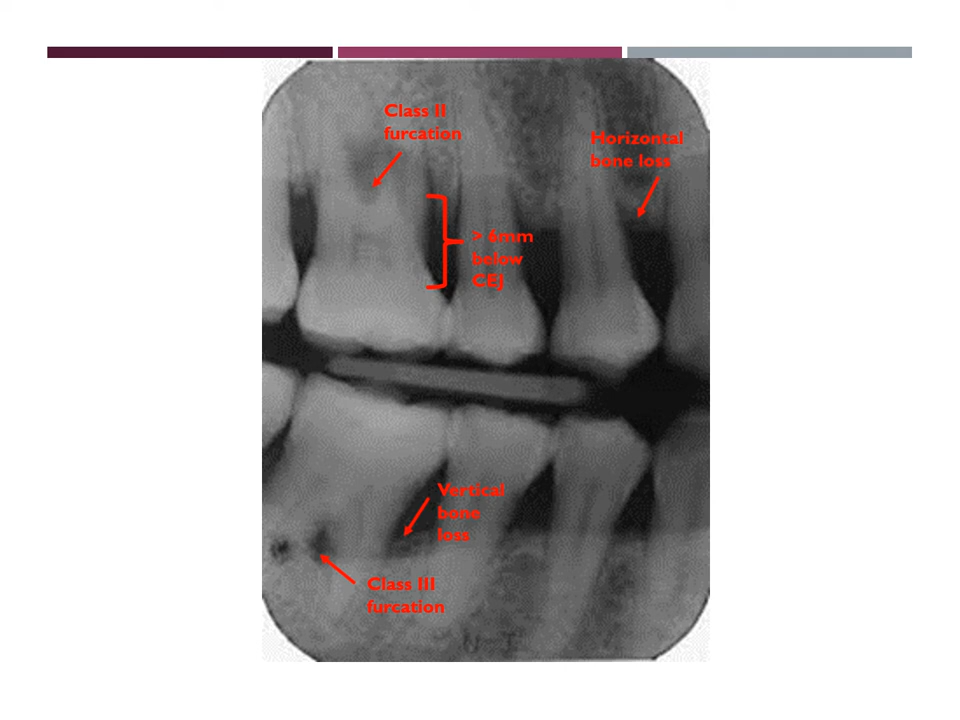 Class II
furcation
Horizontal
bone loss
> 6mm
below
CEJ
Vertical
bone
loss
Class III
furcation